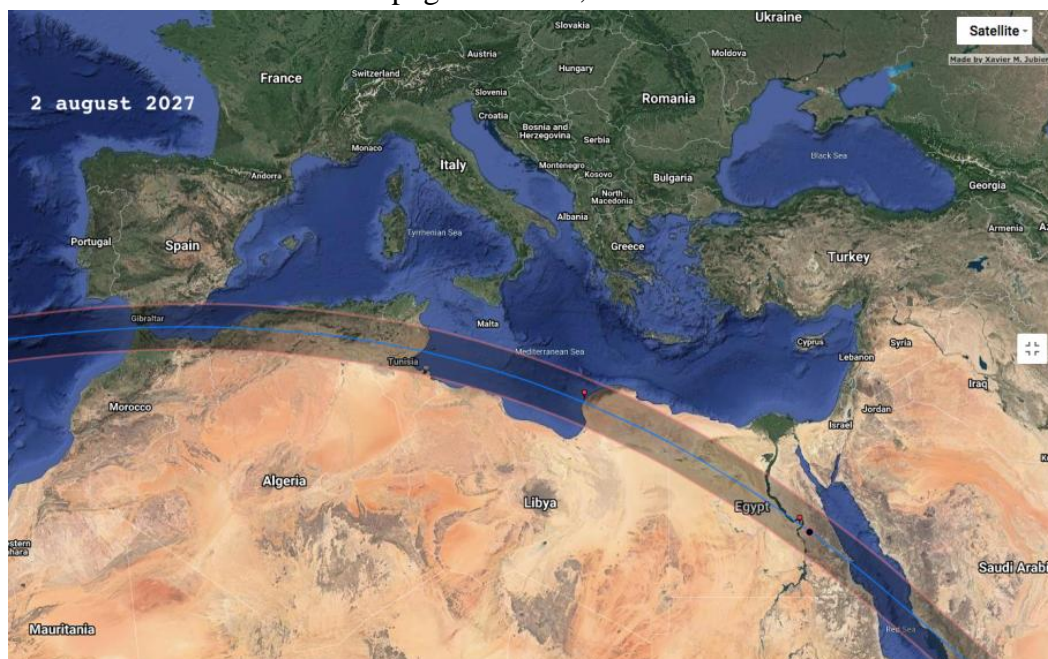 Slovakia
Ukraine
Satellite
Made by Xavier M. Jubier
Austria
Moldova
France
Switzerland
Hungary
Slovenia
Romania
2 august 2027
Croatia
Bosnia and
Herzegovina
Serbia
Monaco
Italy
Montenegro
Kosovo
Bulgaria
Black Sea
Andorra
North
Macedonia
Georgia
Portugal
Spain
Tyrrhenian Sea
Albania
Greece
Armenia
Az
Turkey
Gibraltar
Malta
Mediterranean Sea
Cyprus
Syria
Lebanon
Tunisia
Iraq
Morocco
Jordan
Israel
Algeria
Libya
Egypt
stern
ahara
Saudi Arabi
Mauritania
Red Sea